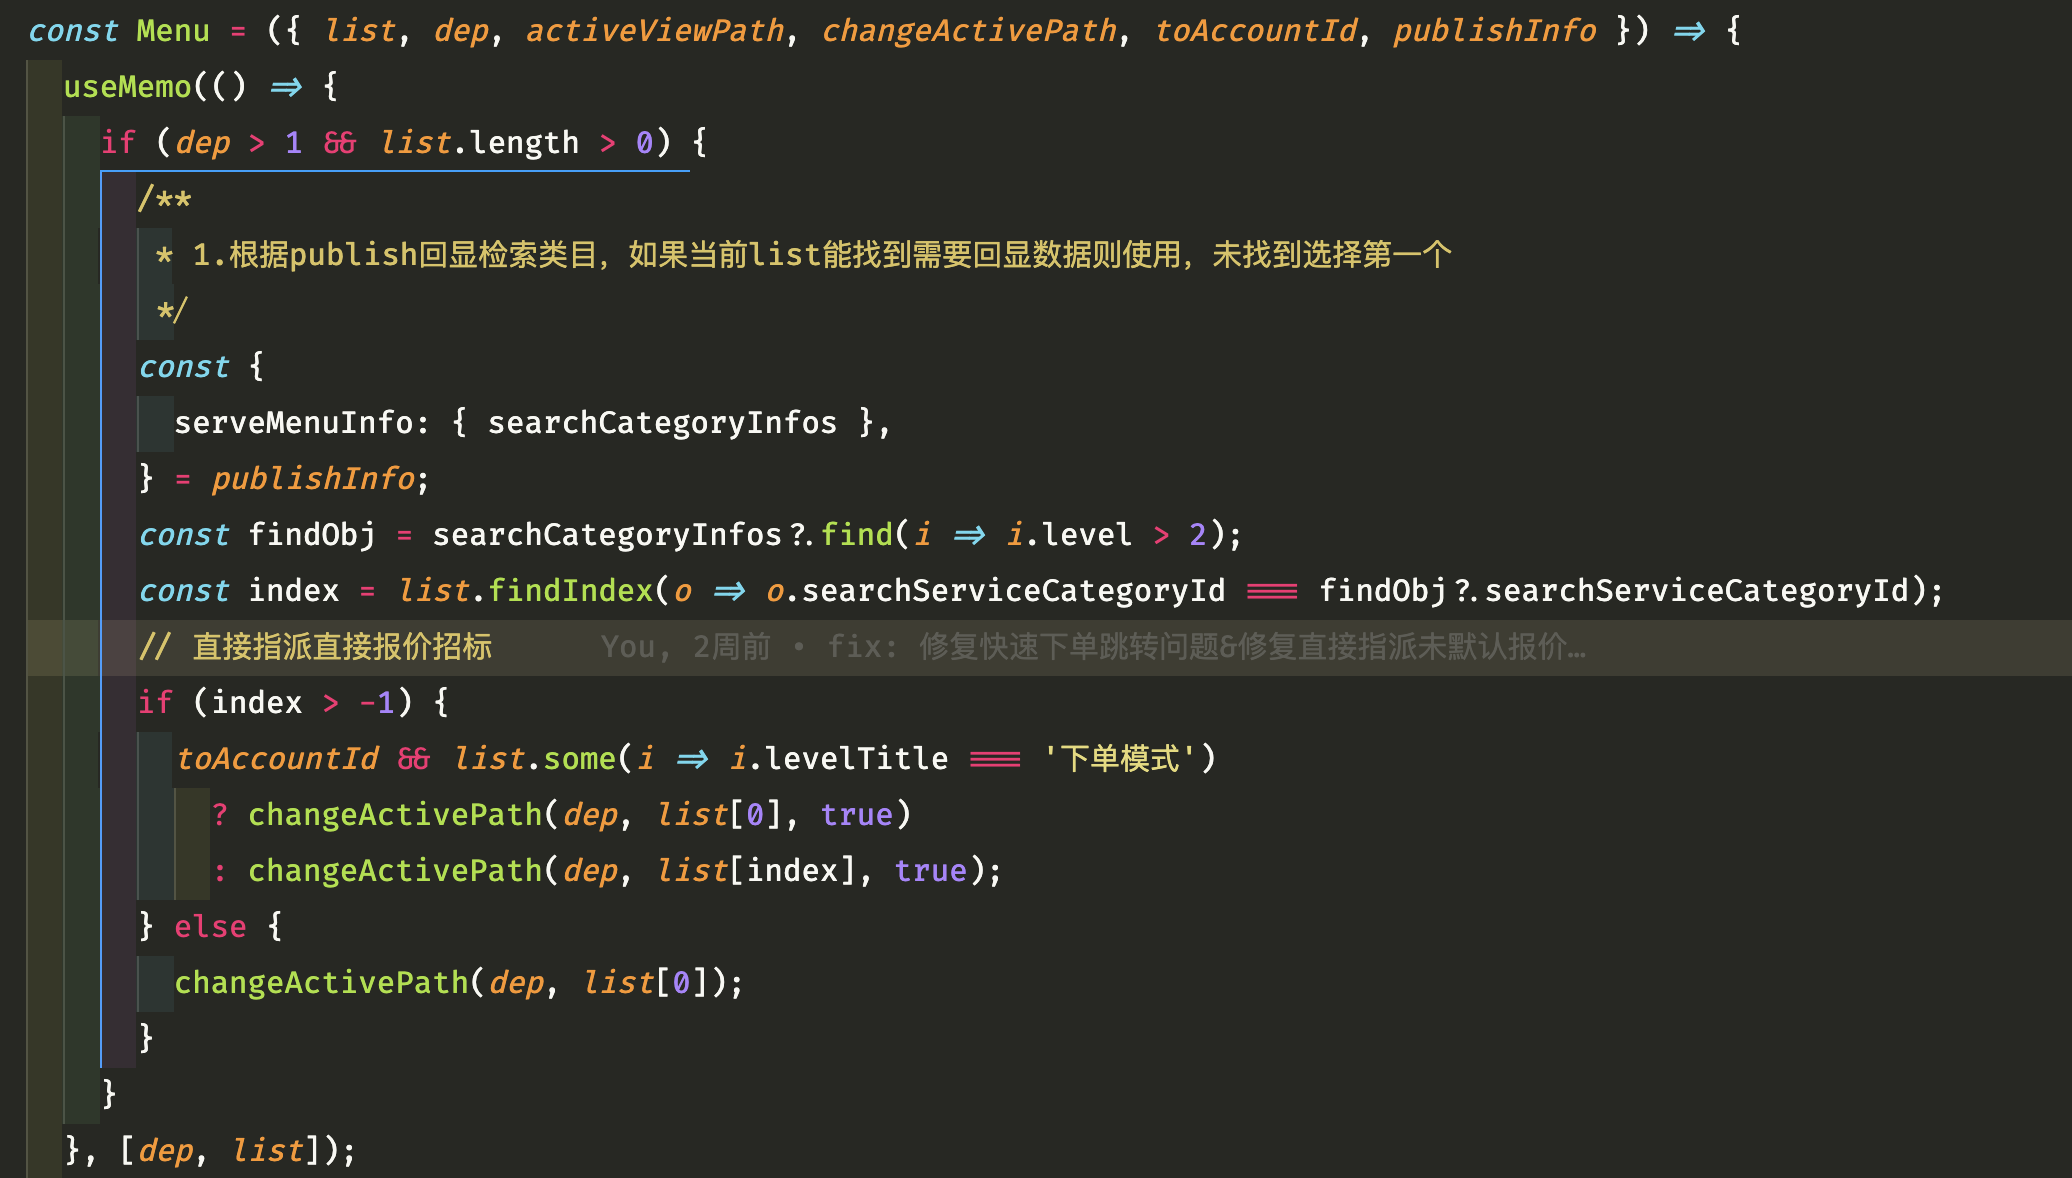 const Menu = ({ list, dep, activeViewPath, changeActivePath, toAccountId, publishInfo }) => {
useMemo(() => {
if (dep > 1 && list.length > 0) {
/**
* 1.根据publish回显检索类目，如果当前list能找到需要回显数据则使用，未找到选择第一个
*/
const {
serveMenuInfo: { searchCategoryInfos },
} = publishInfo;
const findObj = searchCategoryInfos?.find(i => i.level > 2);
const index = list.findIndex(o => o.searchServiceCategoryId === findObj?.searchServiceCategoryId);
// 直接指派直接报价招标 You, 2周前 • fix: 修复快速下单跳转问题&修复直接指派未默认报价…
if (index > -1) {
toAccountId && list.some(i => i.levelTitle === '下单模式')
? changeActivePath(dep, list[0], true)
: changeActivePath(dep, list[index], true);
} else {
changeActivePath(dep, list[0]);
}
}
}, [dep, list]);